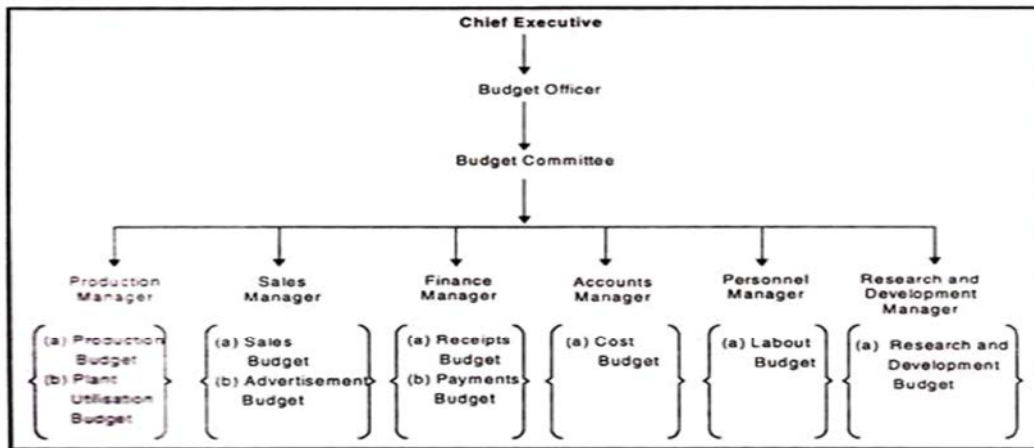 Chief Executive
Budget Officer
Budget Committee
Production
Manager
Sales
Manager
Finance
Manager
Accounts
Manager
Personnel
Manager
Research and
Development
Manager
(a) Production
Budget
(b) Plant
Utilisation
Budget
(a) Sales
Budget
(b) Advertisement
Budget
(a) Receipts
Budget
(b) Payments
Budget
(a) Cost
Budget
(a) Labout
Budget
(a) Research and
Development
Budget